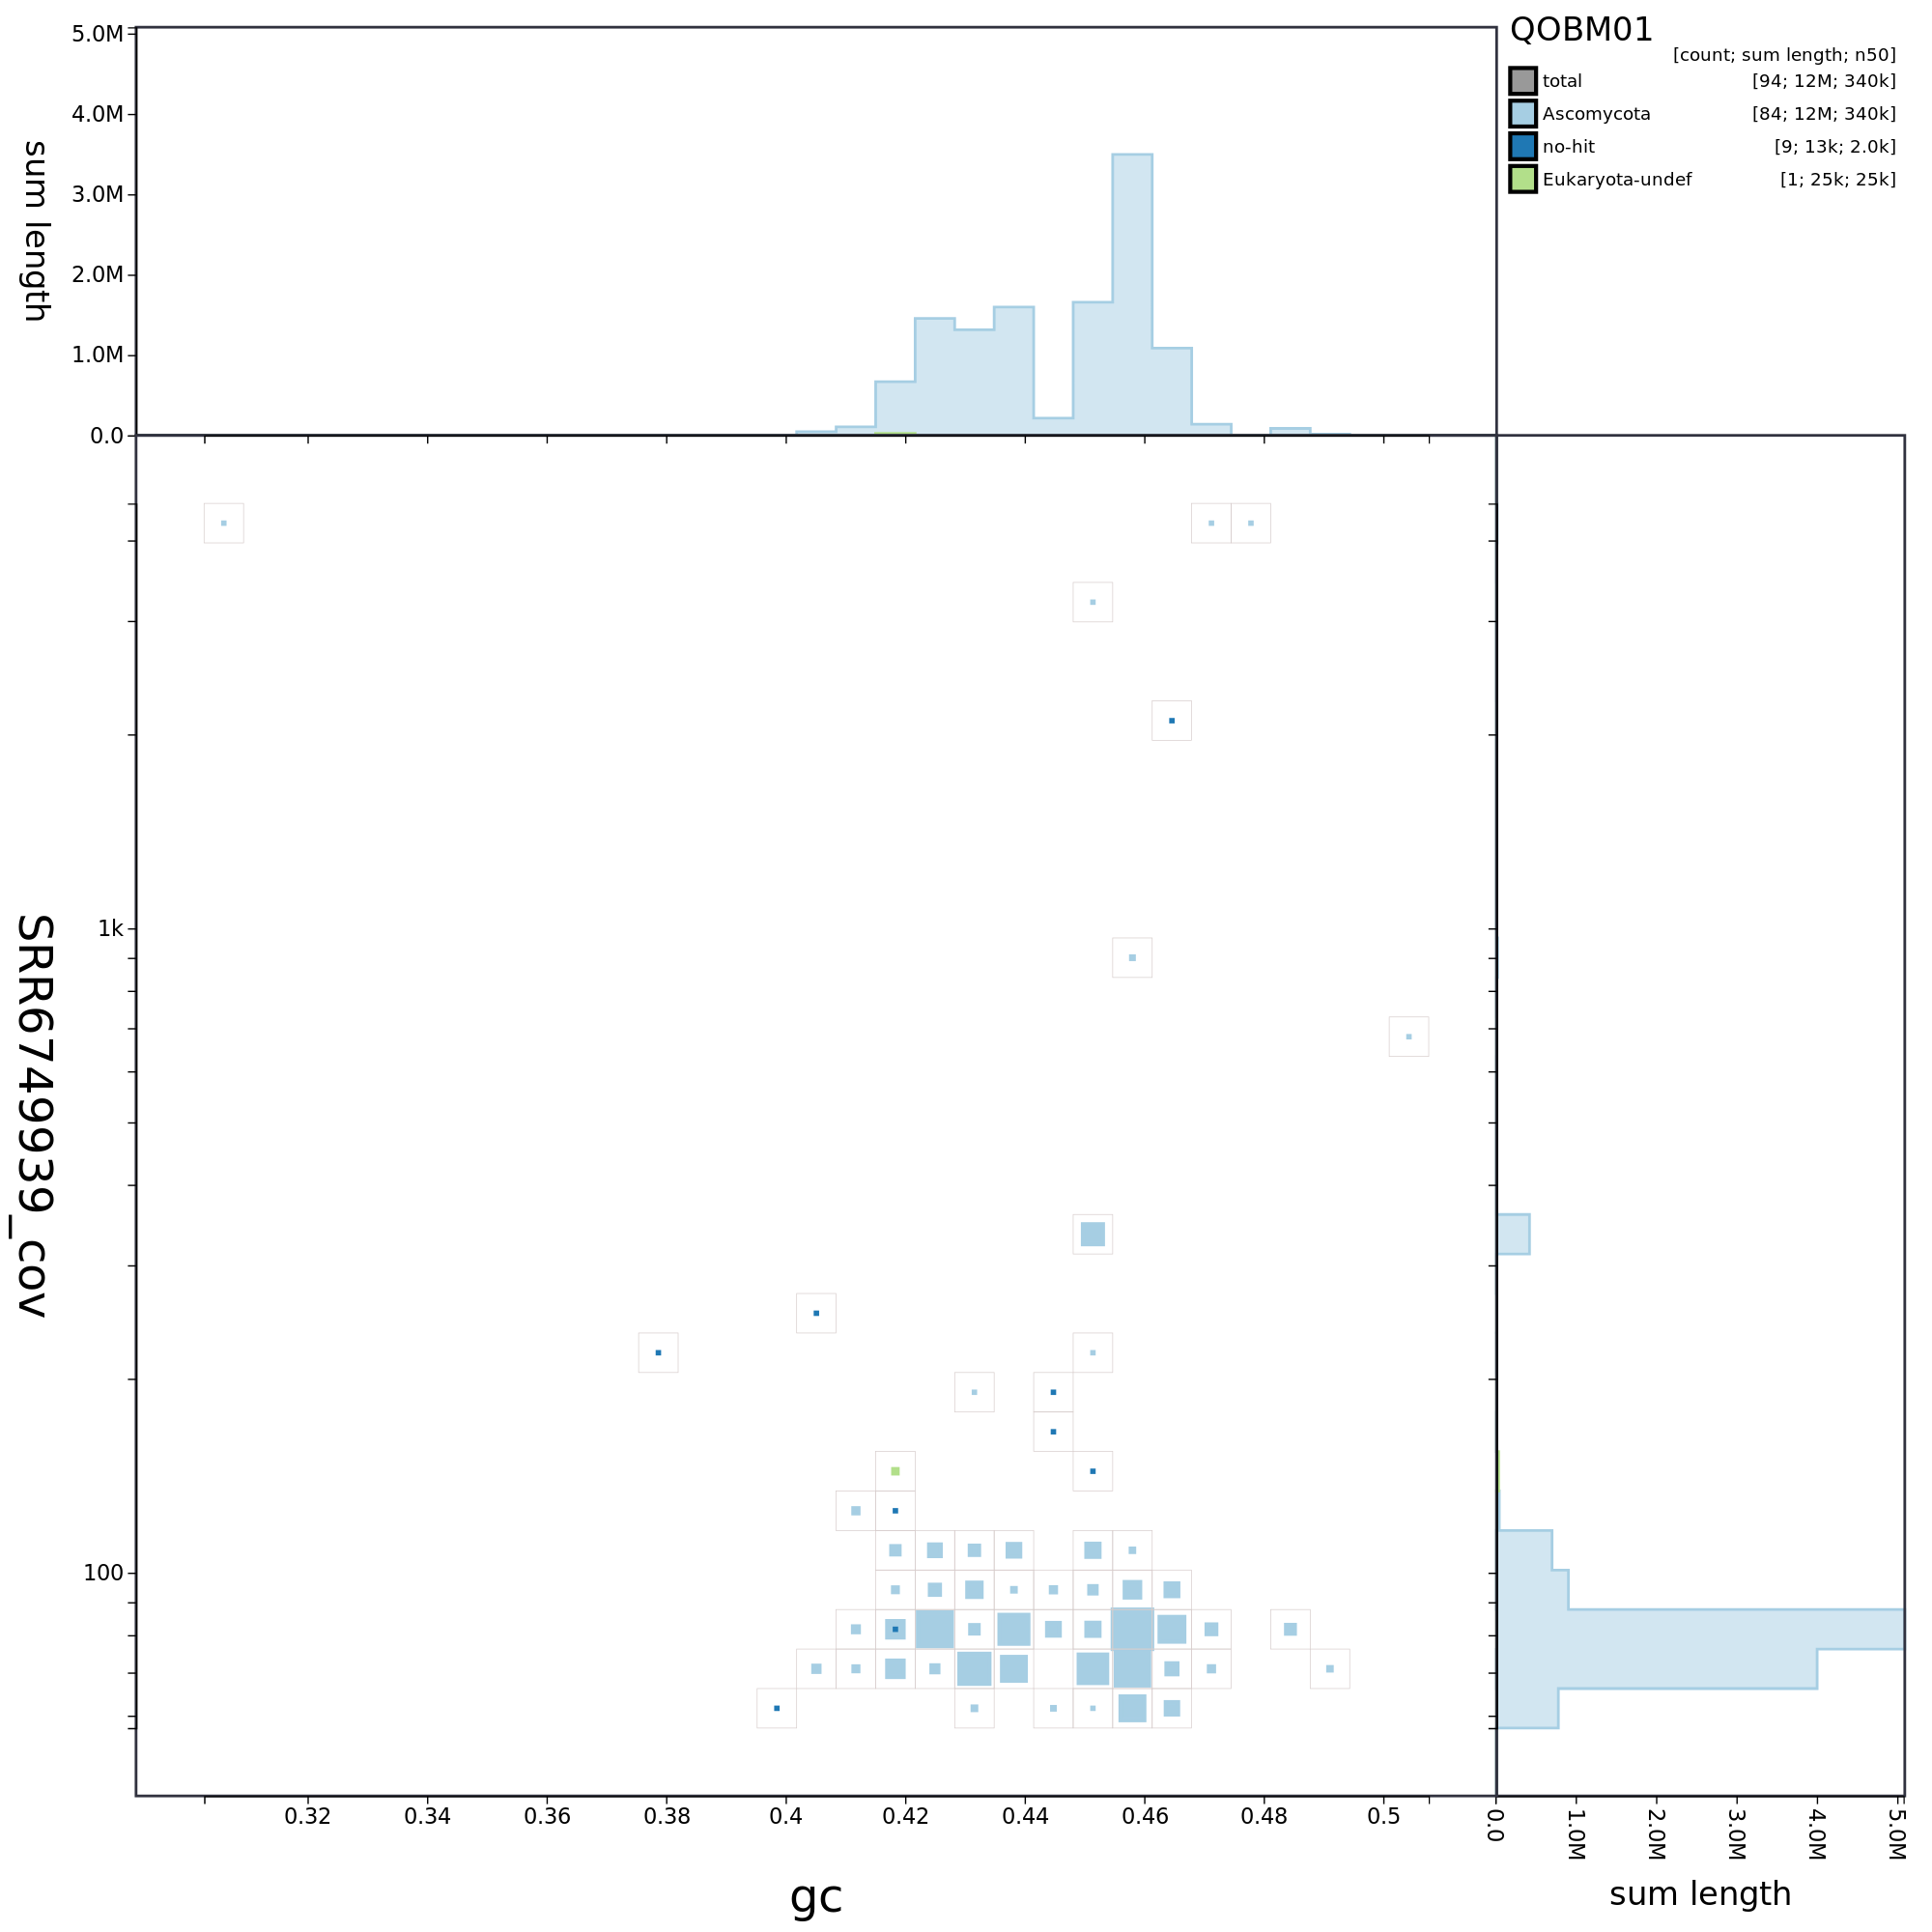 QOBM01
[count; sum length; n50]
total [94; 12M; 340k]
Ascomycota [84; 12M; 340k]
no-hit [9; 13k; 2.0k]
Eukaryota-undef [1; 25k; 25k]
sum length
5.0M
4.0M
3.0M
2.0M
1.0M
0.0
SRR6749939_cov
1k
100
0.32 0.34 0.36 0.38 0.4 0.42 0.44 0.46 0.48 0.5
gc
0.0 1.0M 2.0M 3.0M 4.0M 5.0M
sum length